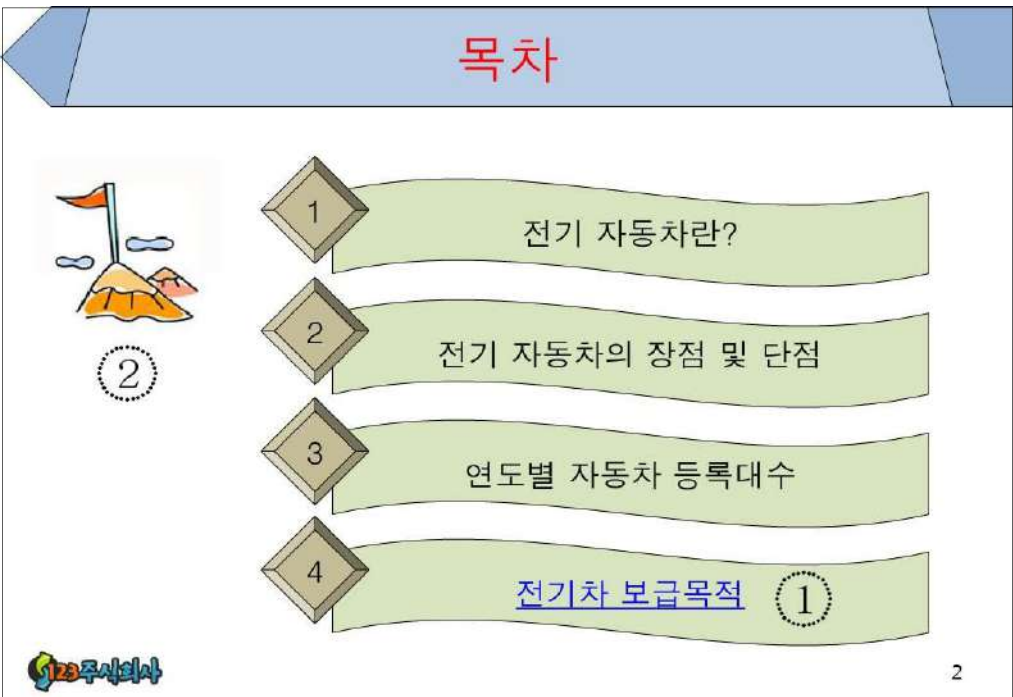 목차
1
전기 자동차란?
2
전기 자동차의 장점 및 단점
②
3
연도별 자동차 등록대수
4
전기차 보급목적 ①
123주식회사
2